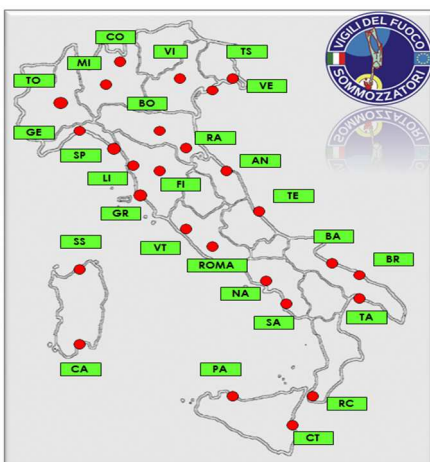 CO
VI
TS
MI
TO
VE
BO
GE
RA
SP
AN
LI
FI
GR
TE
SS
VT
BA
ROMA
BR
NA
SA
TA
CA
PA
RC
CT
VIGILI DEL FUOCO
SOMMOZZATORI